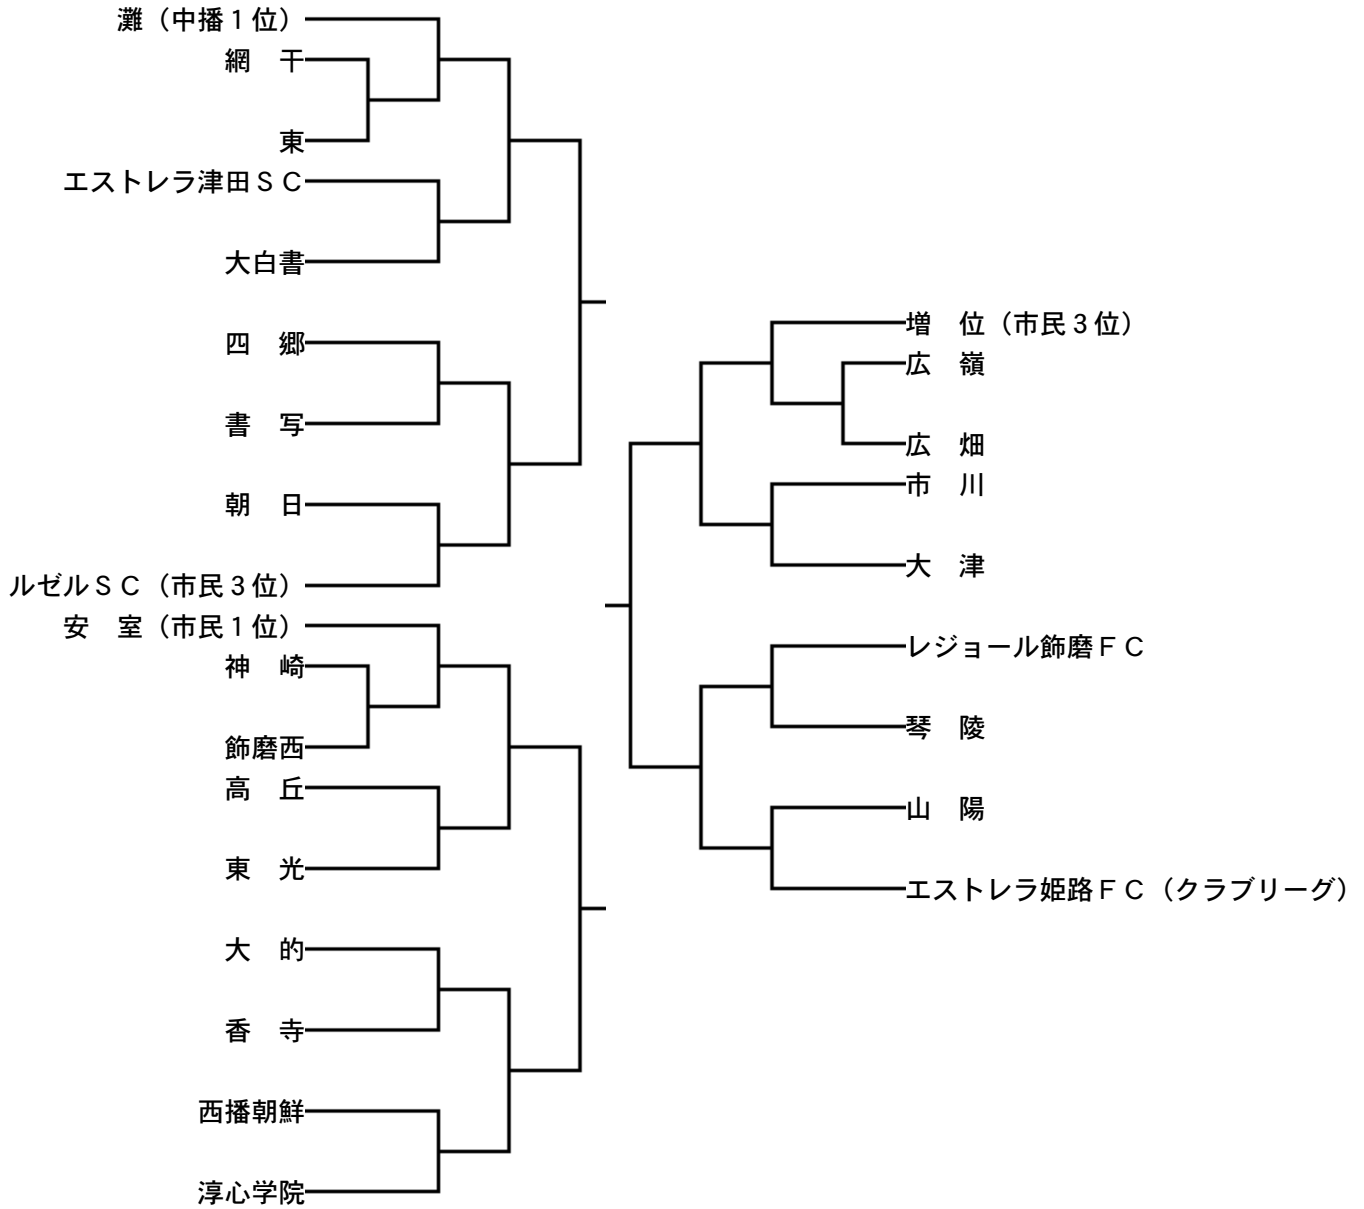 灘（中播１位）
網　干
東
エストレラ津田ＳＣ
大白書
四　郷
書　写
朝　日
ルゼルＳＣ（市民３位）
安　室（市民１位）
神　崎
飾磨西
高　丘
東　光
大　的
香　寺
西播朝鮮
淳心学院
増　位（市民３位）
広　嶺
広　畑
市　川
大　津
レジョール飾磨ＦＣ
琴　陵
山　陽
エストレラ姫路ＦＣ（クラブリーグ）